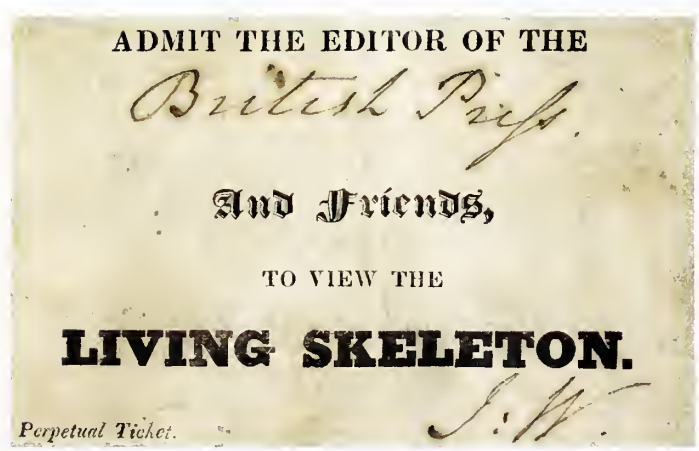 ADMIT THE EDITOR OF THE
British Preſs.
And Friends,
TO VIEW THE
LIVING SKELETON.
J: W.
Perpetual Ticket.